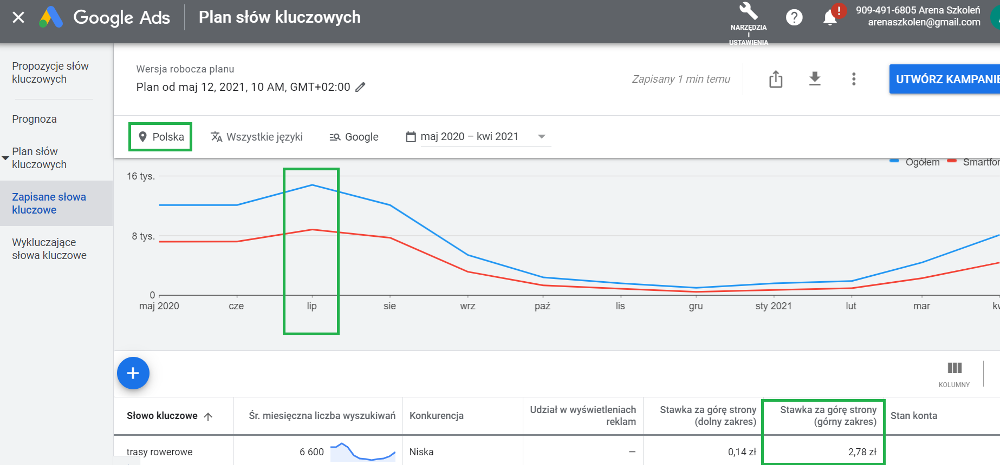 Google Ads
Plan słów kluczowych
NARZĘDZIA
I
USTAWIENIA
?
!
909-491-6805 Arena Szkoleń
arenaszkolen@gmail.com
Propozycje słów
kluczowych
Prognoza
Plan słów
kluczowych
Zapisane słowa
kluczowe
Wykluczające
słowa kluczowe
Wersja robocza planu
Plan od maj 12, 2021, 10 AM, GMT+02:00
Zapisany 1 min temu
UTWÓRZ KAMPANIĘ
Polska
Wszystkie języki
Google
maj 2020 – kwi 2021
Ogółem
Smartfon
16 tys.
8 tys.
0
maj 2020
cze
lip
sie
wrz
paź
lis
gru
sty 2021
lut
mar
KOLUMNY
Słowo kluczowe
Śr. miesięczna liczba wyszukiwań
Konkurencja
Udział w wyświetleniach
reklam
Stawka za górę strony
(dolny zakres)
Stawka za górę strony
(górny zakres)
Stan konta
trasy rowerowe
6 600
Niska
—
0,14 zł
2,78 zł